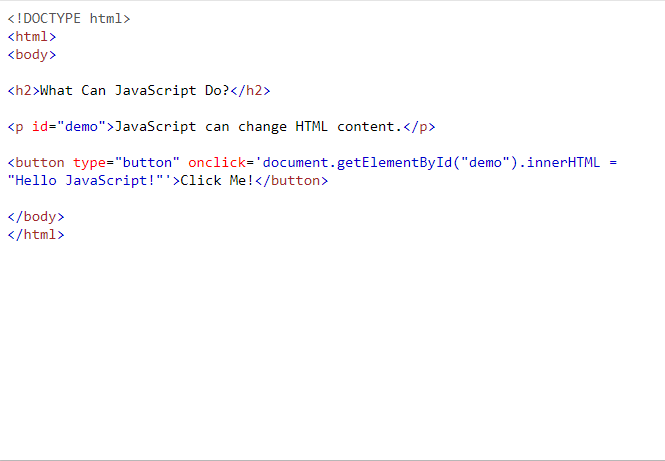 <!DOCTYPE html>
<html>
<body>
<h2>What Can JavaScript Do?</h2>
<p id="demo">JavaScript can change HTML content.</p>
<button type="button" onclick='document.getElementById("demo").innerHTML =
"Hello JavaScript!"'>Click Me!</button>
</body>
</html>